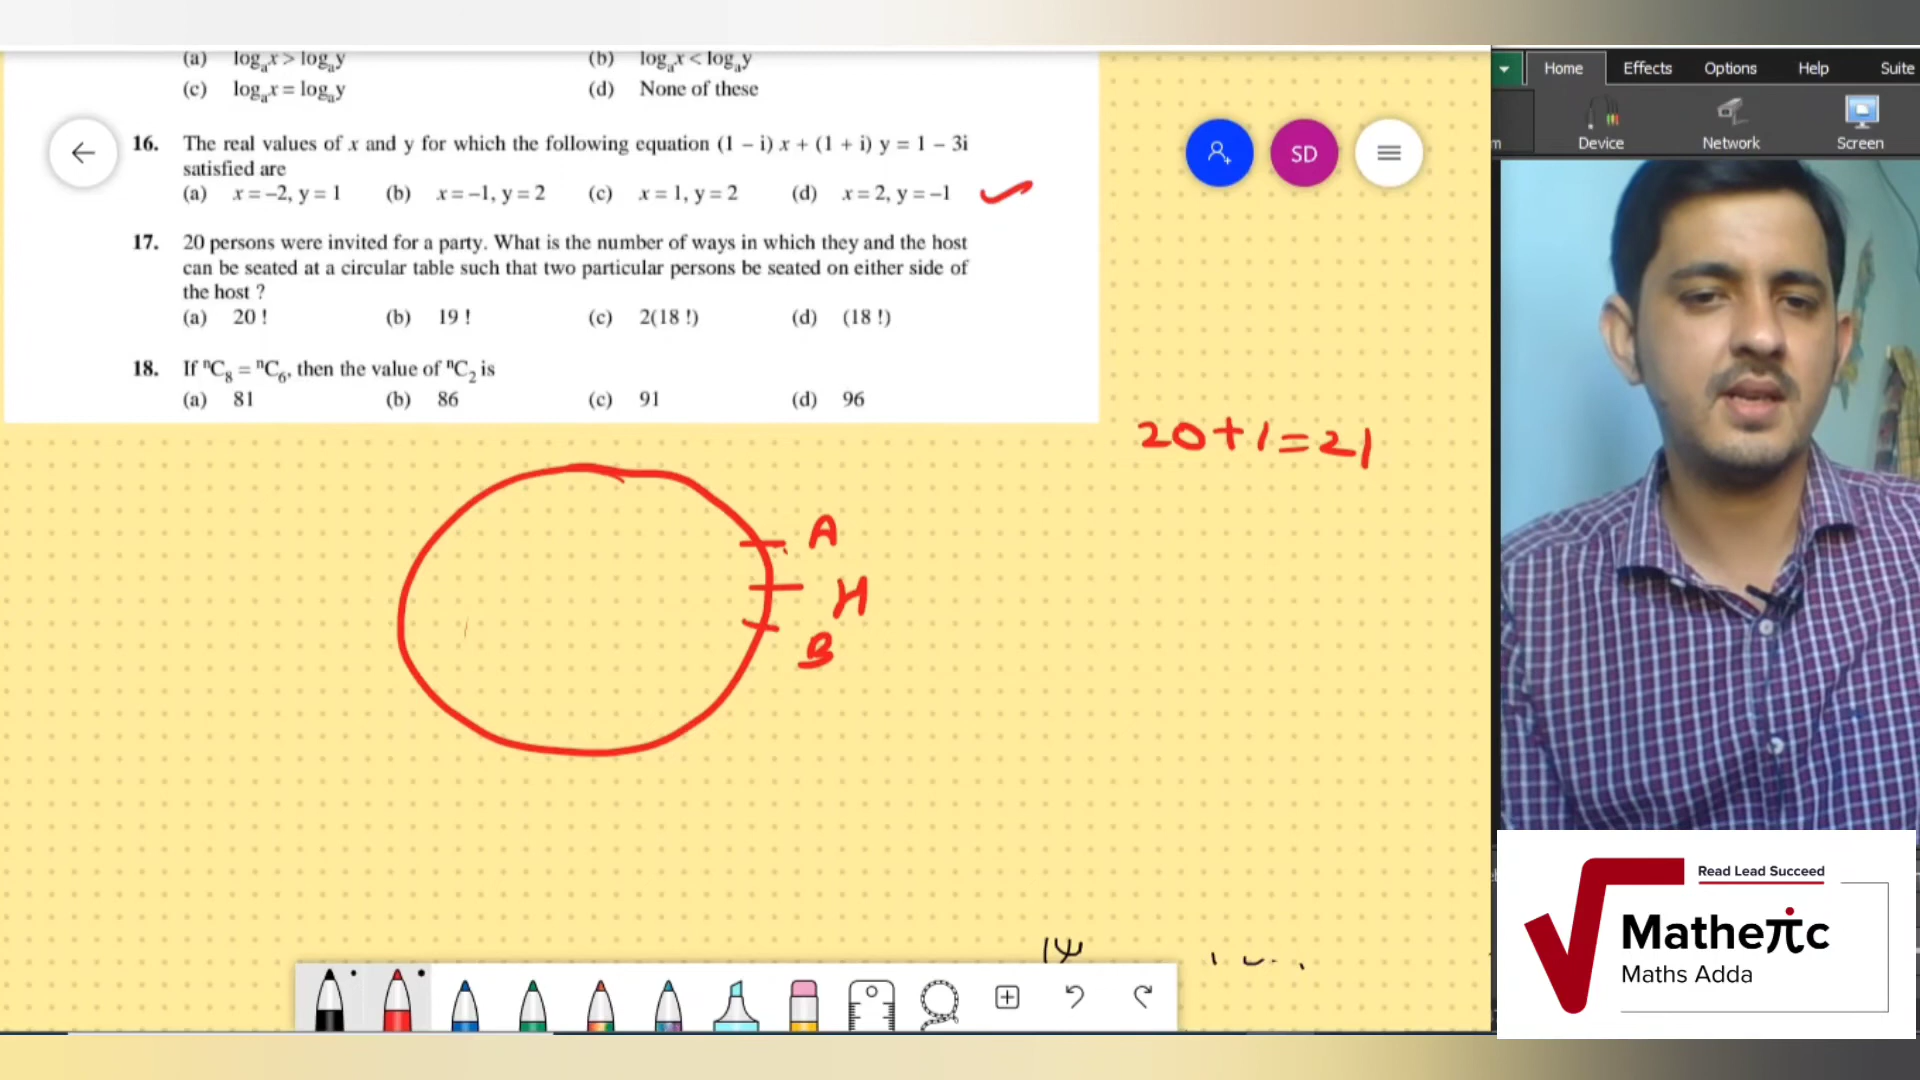 (a) logₐx > logₐy (b) logₐx < logₐy
(c) logₐx = logₐy (d) None of these
16. The real values of x and y for which the following equation (1 – i) x + (1 + i) y = 1 – 3i
satisfied are
(a) x = –2, y = 1 (b) x = –1, y = 2 (c) x = 1, y = 2 (d) x = 2, y = –1
17. 20 persons were invited for a party. What is the number of ways in which they and the host
can be seated at a circular table such that two particular persons be seated on either side of
the host ?
(a) 20 ! (b) 19 ! (c) 2(18 !) (d) (18 !)
18. If ⁿC₈ = ⁿC₆, then the value of ⁿC₂ is
(a) 81 (b) 86 (c) 91 (d) 96
SD
20+1=21
A
H
B
Home Effects Options Help Suite
Device Network Screen
Read Lead Succeed
Matheπc
Maths Adda